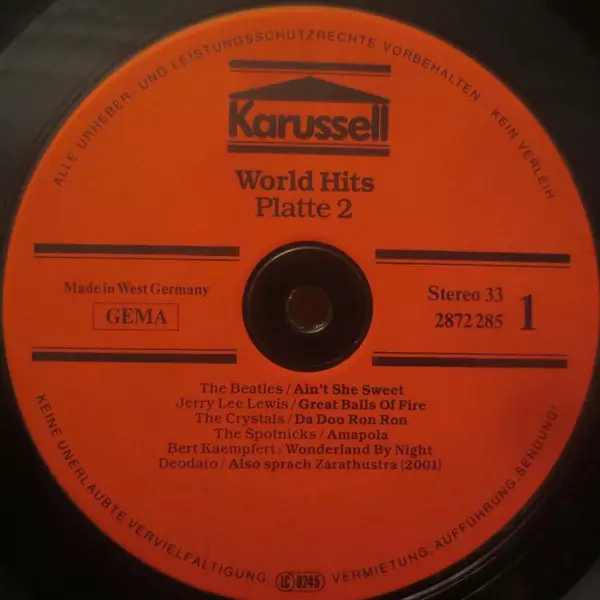 ALLE URHEBER- UND LEISTUNGSSCHUTZRECHTE VORBEHALTEN
KEIN VERLEIH
Karussell
World Hits
Platte 2
Made in West Germany
GEMA
Stereo 33
2872 285
1
The Beatles / Ain't She Sweet
Jerry Lee Lewis / Great Balls Of Fire
The Crystals / Da Doo Ron Ron
The Spotnicks / Amapola
Bert Kaempfert / Wonderland By Night
Deodato / Also sprach Zarathustra (2001)
KEINE UNERLAUBTE VERVIELFÄLTIGUNG,
LC 0245
VERMIETUNG, AUFFÜHRUNG, SENDUNG!